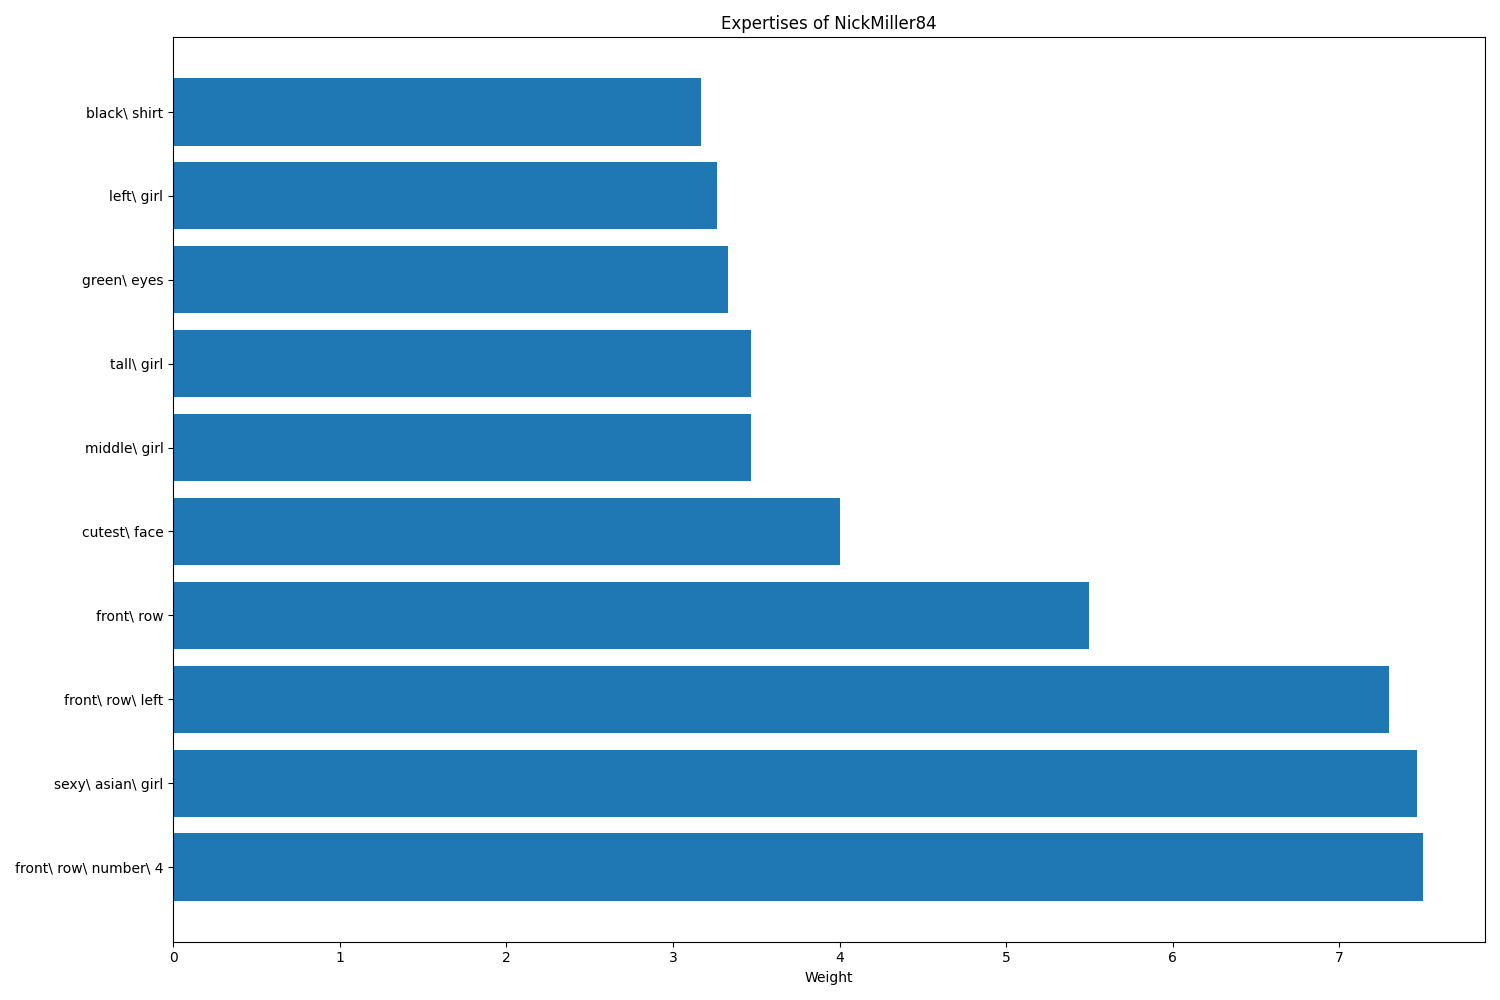 Expertises of NickMiller84
black\ shirt
left\ girl
green\ eyes
tall\ girl
middle\ girl
cutest\ face
front\ row
front\ row\ left
sexy\ asian\ girl
front\ row\ number\ 4
0 1 2 3 4 5 6 7
Weight